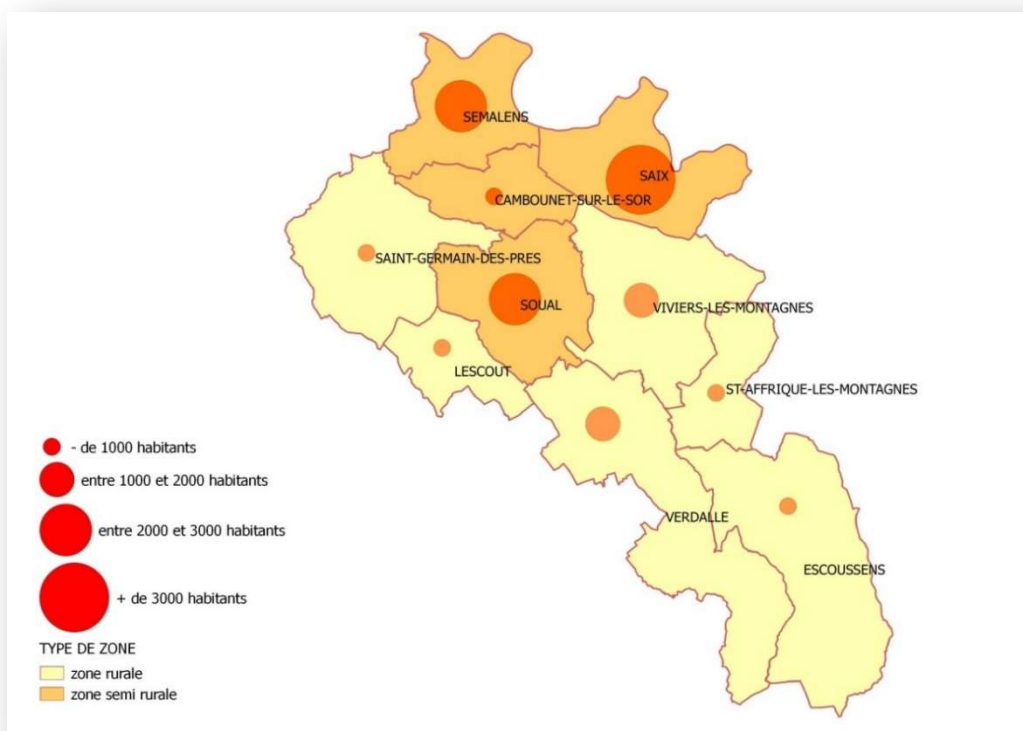 SEMALENS
SAIX
CAMBOUNET-SUR-LE-SOR
SAINT-GERMAIN-DES-PRES
SOUAL
VIVIERS-LES-MONTAGNES
LESCOUT
ST-AFFRIQUE-LES-MONTAGNES
VERDALLE
ESCOUSSENS
- de 1000 habitants
entre 1000 et 2000 habitants
entre 2000 et 3000 habitants
+ de 3000 habitants
TYPE DE ZONE
zone rurale
zone semi rurale